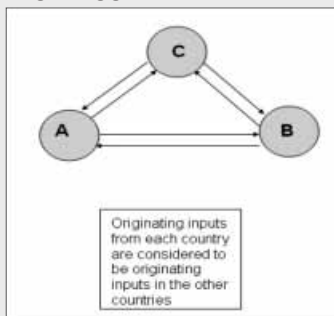 C
A
B
Originating inputs
from each country
are considered to
be originating
inputs in the other
countries